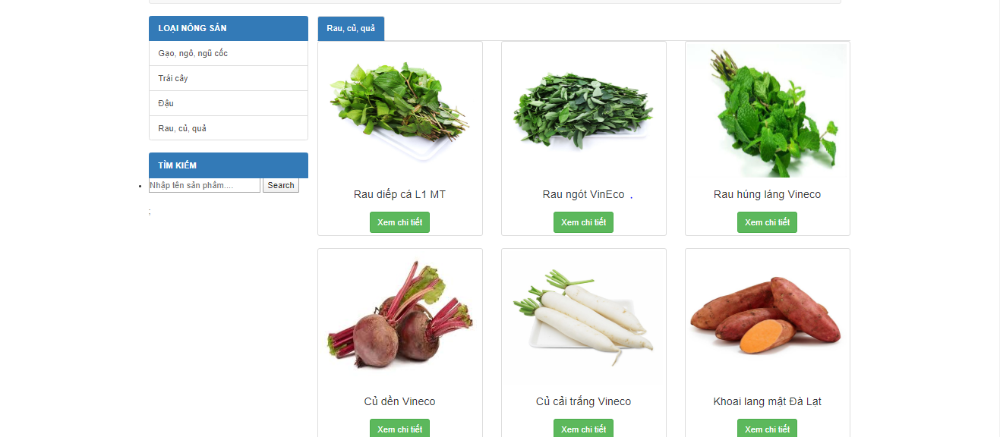 LOẠI NÔNG SẢN
Gạo, ngô, ngũ cốc
Trái cây
Đậu
Rau, củ, quả
TÌM KIẾM
Nhập tên sản phẩm....
Search
;
Rau, củ, quả
Rau diếp cá L1 MT
Xem chi tiết
Rau ngót VinEco .
Xem chi tiết
Rau húng láng Vineco
Xem chi tiết
Củ dền Vineco
Xem chi tiết
Củ cải trắng Vineco
Xem chi tiết
Khoai lang mật Đà Lạt
Xem chi tiết